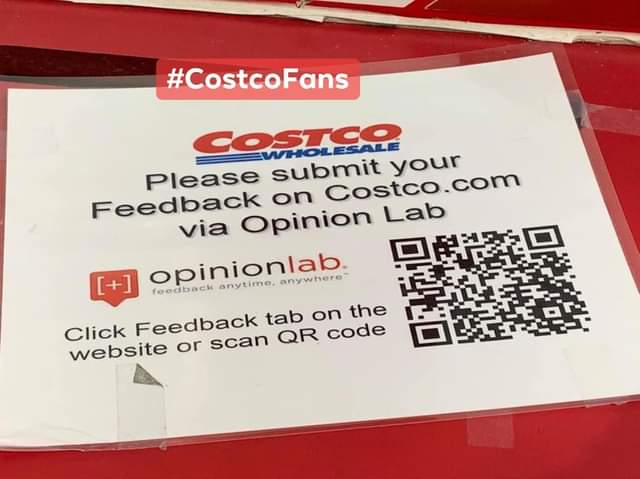 #CostcoFans
COSTCO
WHOLESALE
Please submit your
Feedback on Costco.com
via Opinion Lab
[+] opinionlab.
feedback anytime, anywhere™
Click Feedback tab on the
website or scan QR code